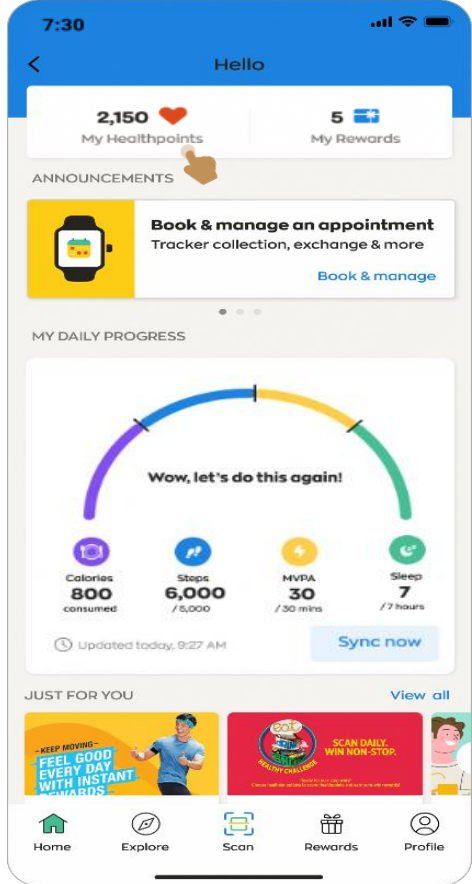 7:30
Hello
2,150
My Healthpoints
5
My Rewards
ANNOUNCEMENTS
Book & manage an appointment
Tracker collection, exchange & more
Book & manage
MY DAILY PROGRESS
Wow, let's do this again!
Calories
800
consumed
Steps
6,000
/5,000
MVPA
30
/30 mins
Sleep
7
/7 hours
Updated today, 9:27 AM
Sync now
JUST FOR YOU
View all
- KEEP MOVING -
FEEL GOOD
EVERY DAY
WITH INSTANT
REWARDS
eat
HEALTHY CHALLENGE
SCAN DAILY.
WIN NON-STOP.
Home
Explore
Scan
Rewards
Profile